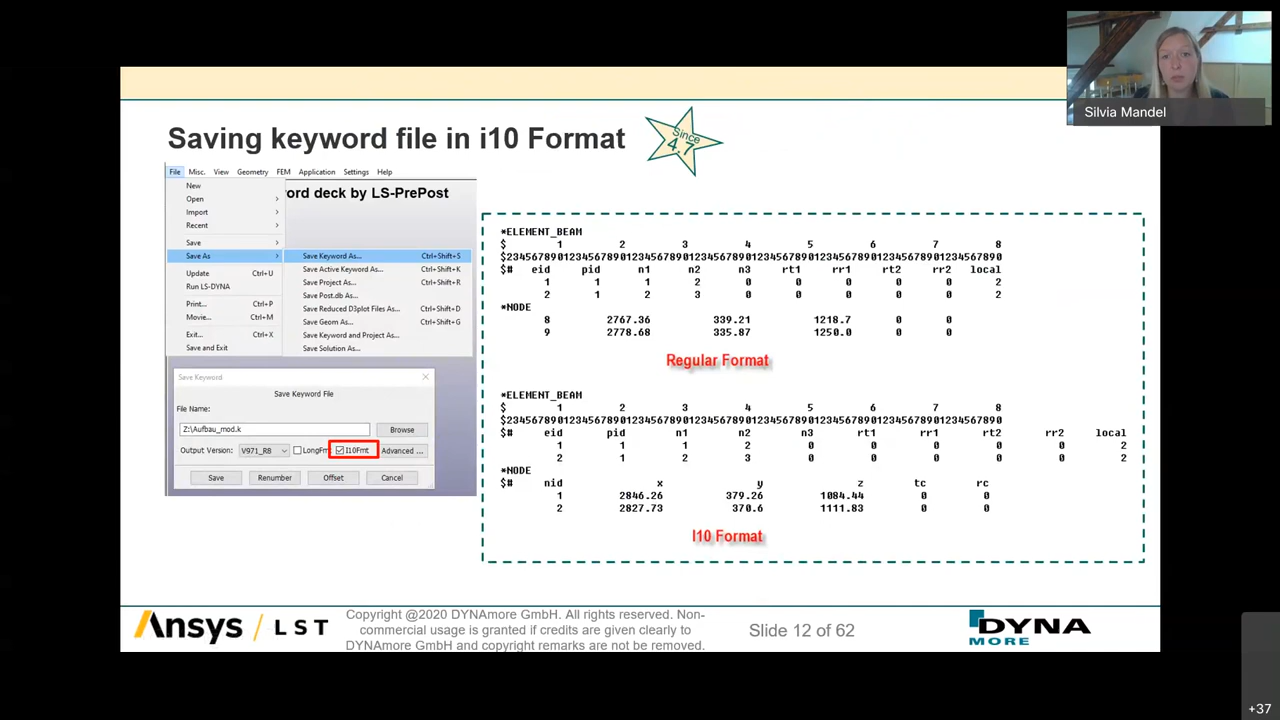 Silvia Mandel
Saving keyword file in i10 Format
Since
4.7
File Misc. View Geometry FEM Application Settings Help
New
Open
Import
Recent
Save
Save As
Update Ctrl+U
Run LS-DYNA
Print... Ctrl+P
Movie... Ctrl+M
Exit... Ctrl+X
Save and Exit
ord deck by LS-PrePost
Save Keyword As... Ctrl+Shift+S
Save Active Keyword As... Ctrl+Shift+K
Save Project As... Ctrl+Shift+R
Save Post.db As...
Save Reduced D3plot Files As... Ctrl+Shift+D
Save Geom As... Ctrl+Shift+G
Save Keyword and Project As...
Save Solution As...
Save Keyword
Save Keyword File
File Name:
Z:\Aufbau_mod.k Browse
Output Version: V971_R8 LongFm I10Fmt Advanced ...
Save Renumber Offset Cancel
*ELEMENT_BEAM
$ 1 2 3 4 5 6 7 8
$2345678901234567890123456789012345678901234567890123456789012345678901234567890
$# eid pid n1 n2 n3 rt1 rr1 rt2 rr2 local
1 1 1 2 0 0 0 0 0 2
2 1 2 3 0 0 0 0 0 2
*NODE
8 2767.36 339.21 1218.7 0 0
9 2778.68 335.87 1250.0 0 0
Regular Format
*ELEMENT_BEAM
$ 1 2 3 4 5 6 7 8
$2345678901234567890123456789012345678901234567890123456789012345678901234567890
$# eid pid n1 n2 n3 rt1 rr1 rt2 rr2 local
1 1 1 2 0 0 0 0 0 2
2 1 2 3 0 0 0 0 0 2
*NODE
$# nid x y z tc rc
1 2846.26 379.26 1084.44 0 0
2 2827.73 370.6 1111.83 0 0
I10 Format
Ansys / LST
Copyright @2020 DYNAmore GmbH. All rights reserved. Non-
commercial usage is granted if credits are given clearly to
DYNAmore GmbH and copyright remarks are not be removed.
Slide 12 of 62
DYNA
MORE
+37